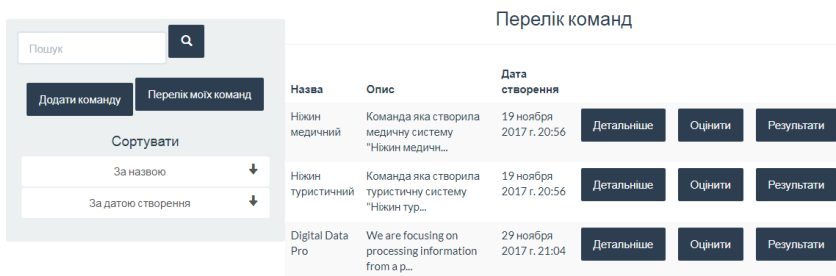 Перелік команд
Пошук
Додати команду
Перелік моїх команд
Сортувати
За назвою
За датою створення
Назва
Опис
Дата
створення
Ніжин
медичний
Команда яка створила
медичну систему
"Ніжин медичн...
19 ноября
2017 г. 20:56
Детальніше
Оцінити
Результати
Ніжин
туристичний
Команда яка створила
туристичну систему
"Ніжин тур...
19 ноября
2017 г. 20:56
Детальніше
Оцінити
Результати
Digital Data
Pro
We are focusing on
processing information
from a p...
29 ноября
2017 г. 21:04
Детальніше
Оцінити
Результати